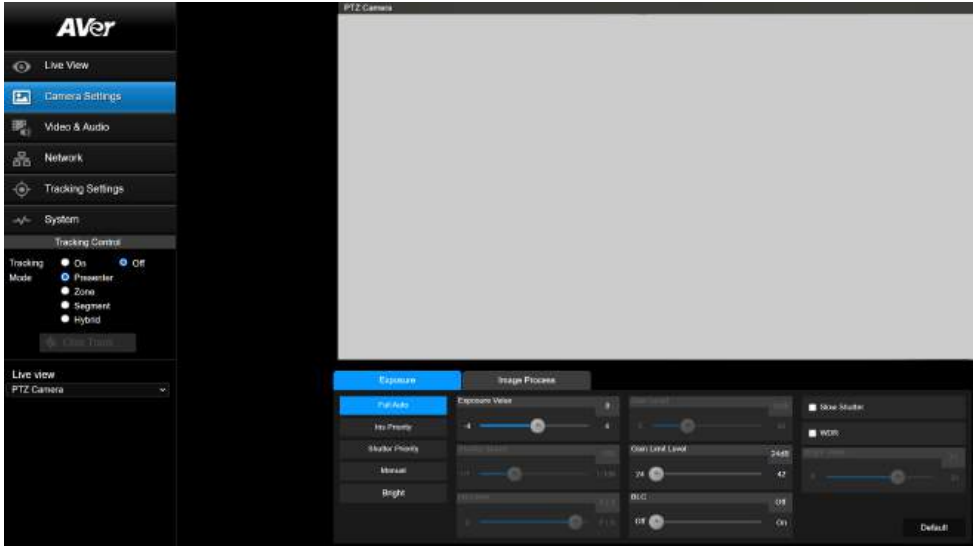 PTZ Camera
AVer
Live View
Camera Settings
Video & Audio
Network
Tracking Settings
System
Tracking Control
Tracking On Off
Mode Presenter
Zone
Segment
Hybrid
Live view
PTZ Camera
Exposure Image Process
Full Auto
Iris Priority
Shutter Priority
Manual
Bright
Exposure Value 0
-4 4
Gain Limit Level 24dB
24 42
BLC Off
Off On
Slow Shutter
WDR
Default